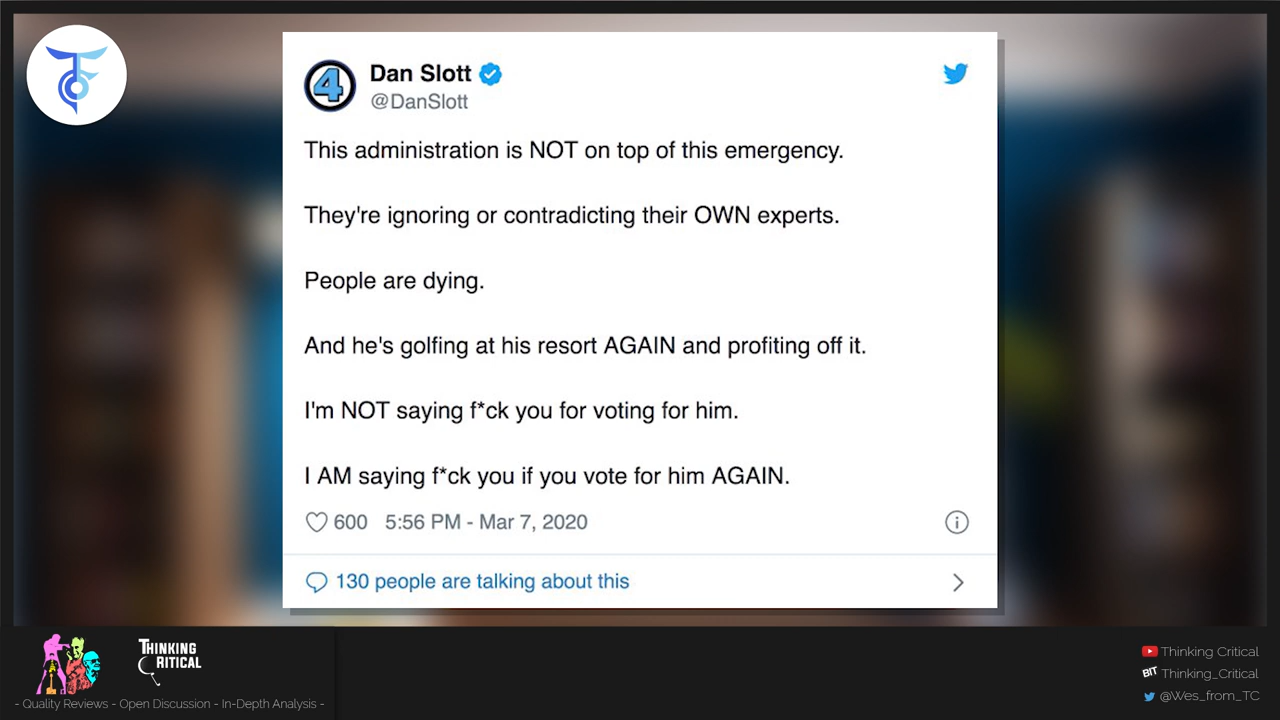 Dan Slott
@DanSlott
This administration is NOT on top of this emergency.
They're ignoring or contradicting their OWN experts.
People are dying.
And he's golfing at his resort AGAIN and profiting off it.
I'm NOT saying f*ck you for voting for him.
I AM saying f*ck you if you vote for him AGAIN.
600 5:56 PM - Mar 7, 2020
130 people are talking about this
THINKING
CRITICAL
- Quality Reviews - Open Discussion - In-Depth Analysis -
Thinking Critical
BIT Thinking_Critical
@Wes_from_TC